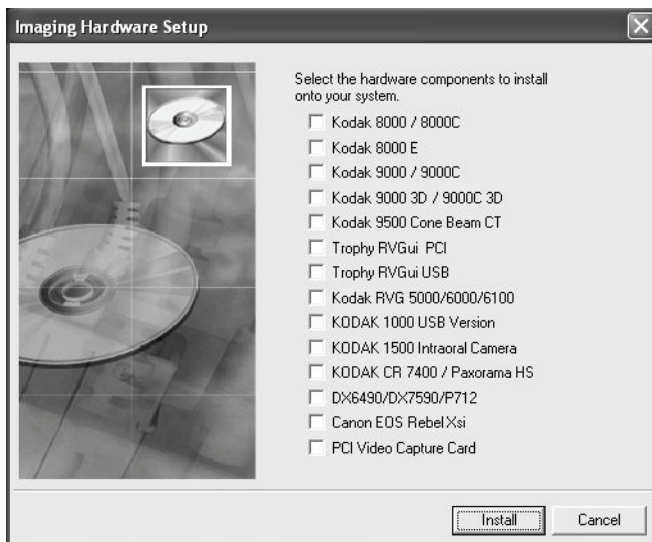 Imaging Hardware Setup
Select the hardware components to install
onto your system.
Kodak 8000 / 8000C
Kodak 8000 E
Kodak 9000 / 9000C
Kodak 9000 3D / 9000C 3D
Kodak 9500 Cone Beam CT
Trophy RVGui PCI
Trophy RVGui USB
Kodak RVG 5000/6000/6100
KODAK 1000 USB Version
KODAK 1500 Intraoral Camera
KODAK CR 7400 / Paxorama HS
DX6490/DX7590/P712
Canon EOS Rebel Xsi
PCI Video Capture Card
Install
Cancel